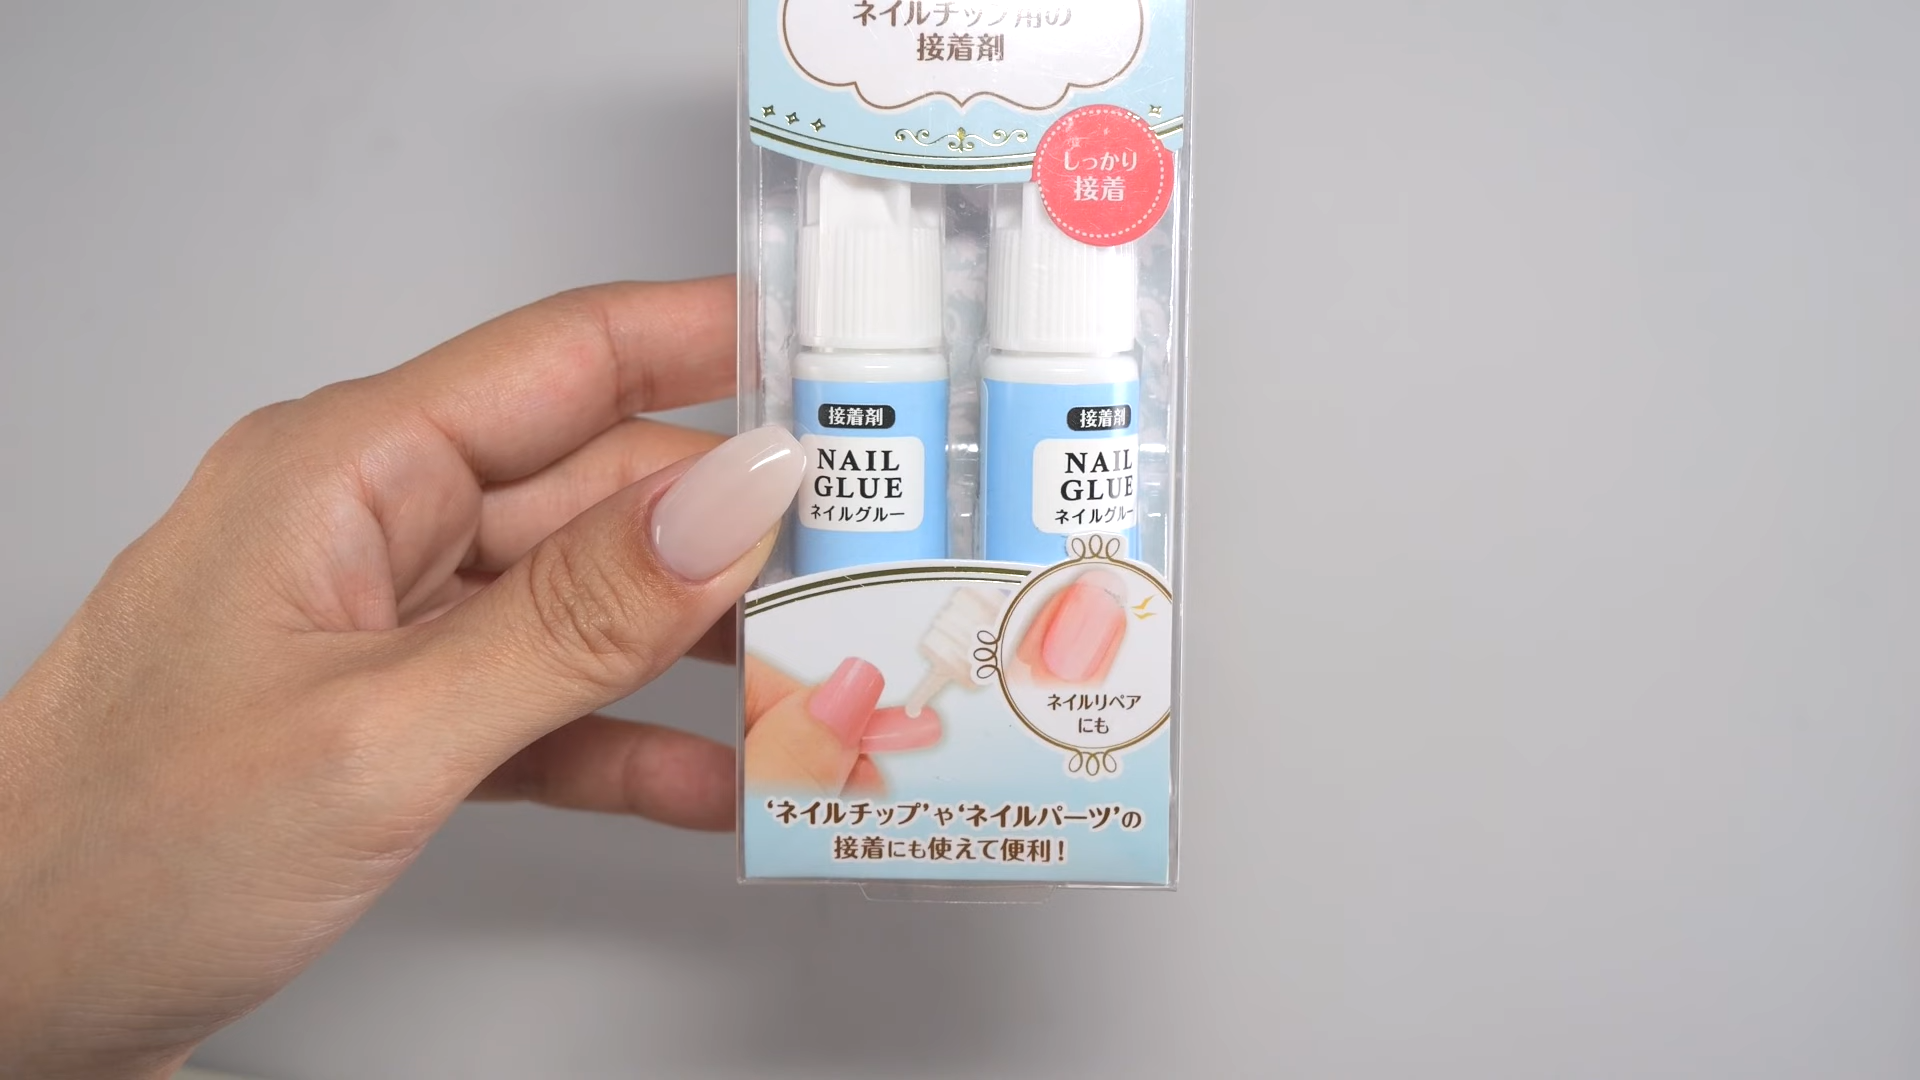 ネイルチップ用の
接着剤
しっかり
接着
接着剤
NAIL
GLUE
ネイルグルー
接着剤
NAIL
GLUE
ネイルグルー
ネイルリペア
にも
‘ネイルチップ’や‘ネイルパーツ’の
接着にも使えて便利！